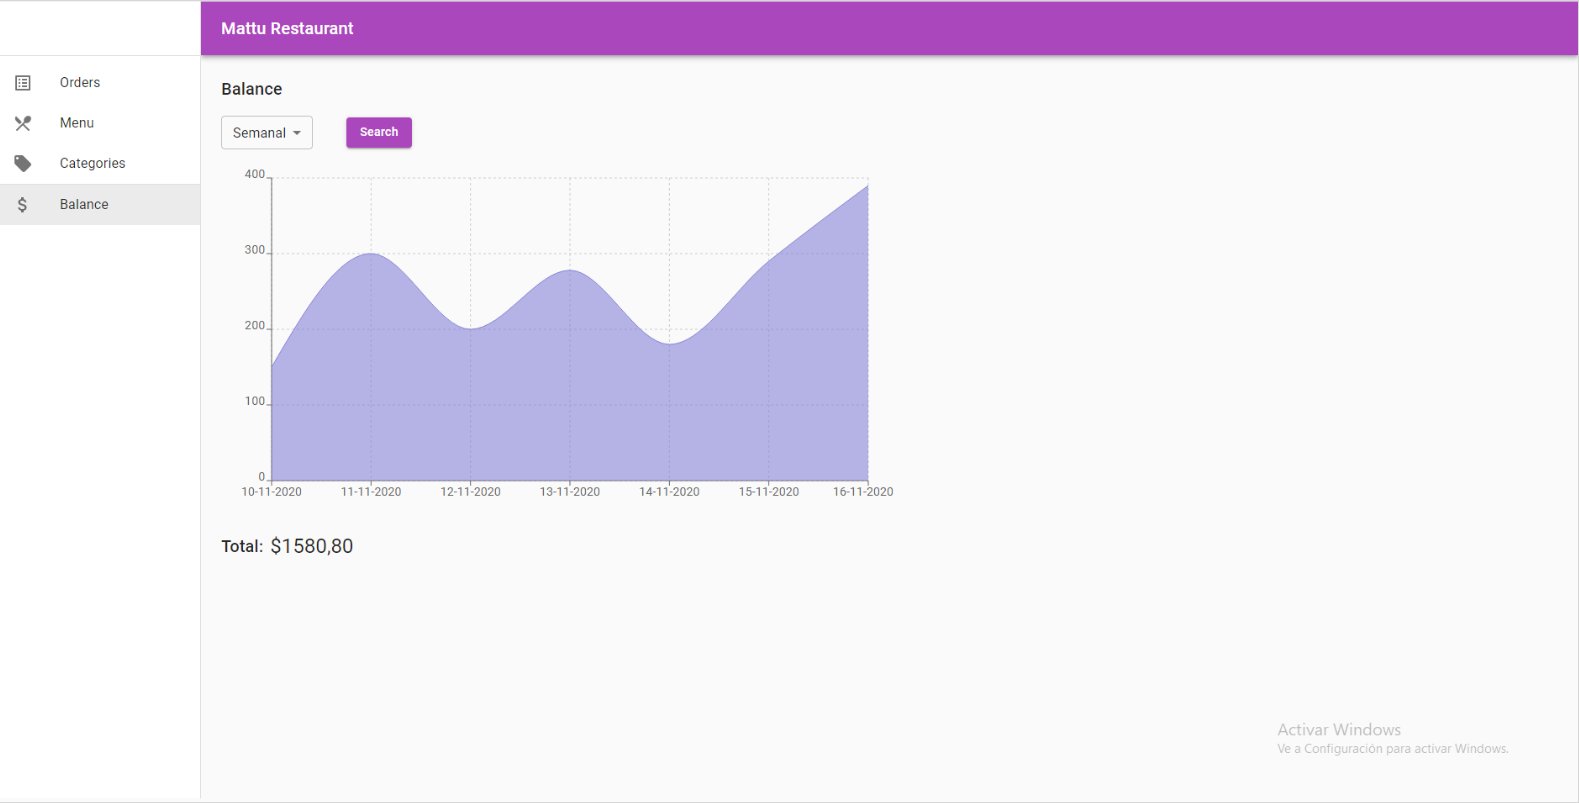 Mattu Restaurant
Orders
Menu
Categories
Balance
Balance
Semanal
Search
400
300
200
100
0
10-11-2020 11-11-2020 12-11-2020 13-11-2020 14-11-2020 15-11-2020 16-11-2020
Total: $1580,80
Activar Windows
Ve a Configuración para activar Windows.